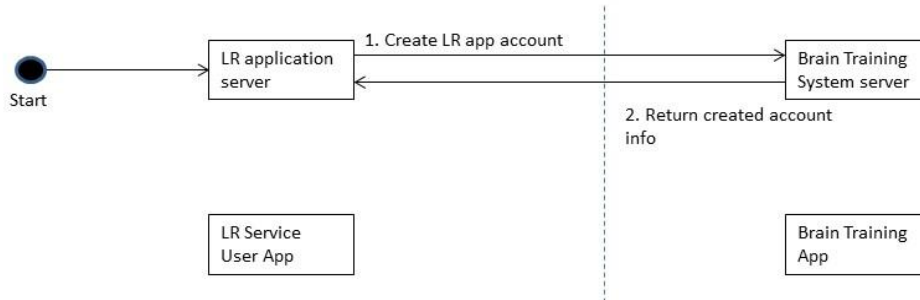 1. Create LR app account
LR application
server
Brain Training
System server
Start
2. Return created account
info
LR Service
User App
Brain Training
App